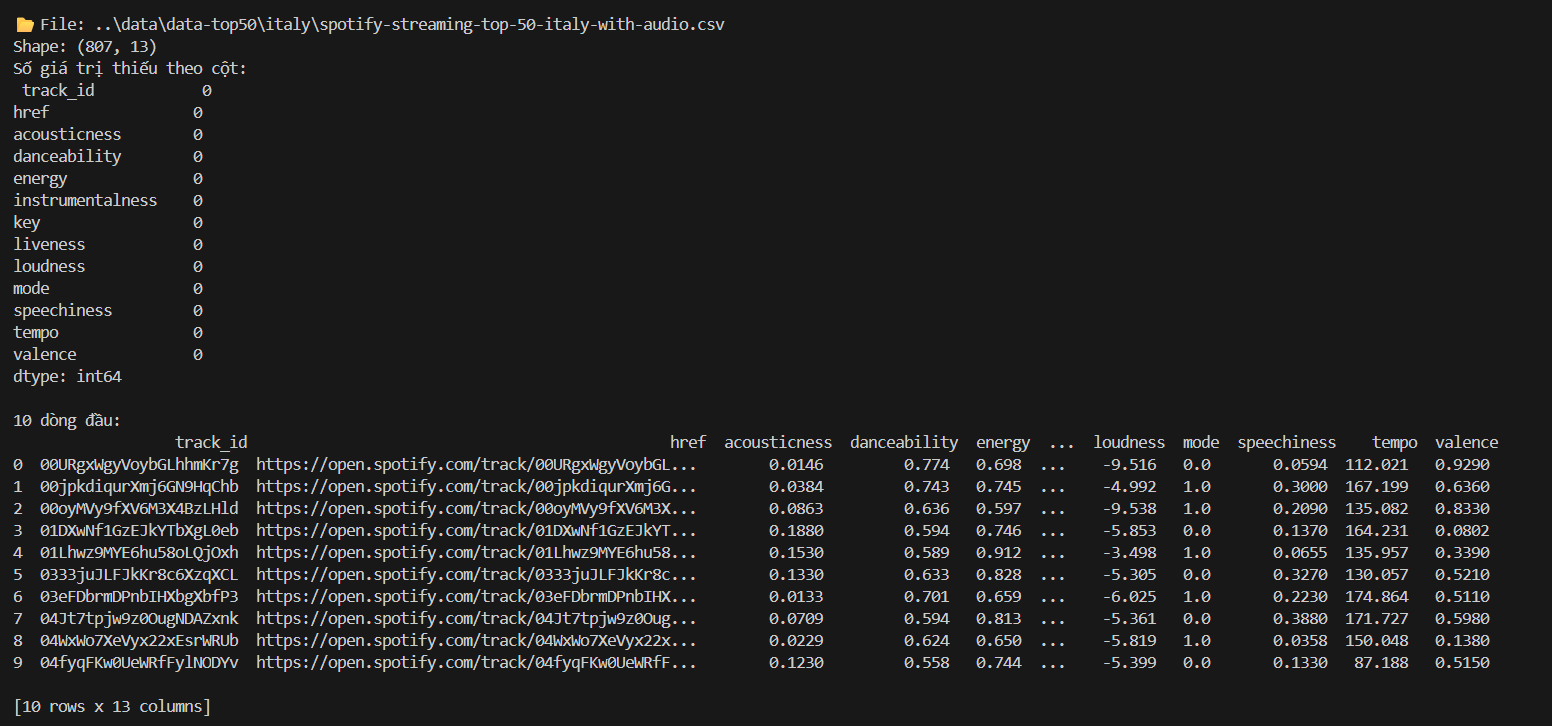 File: ..\data\data-top50\italy\spotify-streaming-top-50-italy-with-audio.csv
Shape: (807, 13)
Số giá trị thiếu theo cột:
track_id 0
href 0
acousticness 0
danceability 0
energy 0
instrumentalness 0
key 0
liveness 0
loudness 0
mode 0
speechiness 0
tempo 0
valence 0
dtype: int64
10 dòng đầu:
track_id href acousticness danceability energy ... loudness mode speechiness tempo valence
0 00URgxWgyVoybGLhhmKr7g https://open.spotify.com/track/00URgxWgyVoybGL... 0.0146 0.774 0.698 ... -9.516 0.0 0.0594 112.021 0.9290
1 00jpkdiqurXmj6GN9HqChb https://open.spotify.com/track/00jpkdiqurXmj6G... 0.0384 0.743 0.745 ... -4.992 1.0 0.3000 167.199 0.6360
2 00oyMVy9fXV6M3X4BzLHld https://open.spotify.com/track/00oyMVy9fXV6M3X... 0.0863 0.636 0.597 ... -9.538 1.0 0.2090 135.082 0.8330
3 01DXwNf1GzEJkYTbXgL0eb https://open.spotify.com/track/01DXwNf1GzEJkYT... 0.1880 0.594 0.746 ... -5.853 0.0 0.1370 164.231 0.0802
4 01Lhwz9MYE6hu58oLQjOxh https://open.spotify.com/track/01Lhwz9MYE6hu58... 0.1530 0.589 0.912 ... -3.498 1.0 0.0655 135.957 0.3390
5 0333juJLFJkKr8c6XzqXCL https://open.spotify.com/track/0333juJLFJkKr8c... 0.1330 0.633 0.828 ... -5.305 1.0 0.3270 130.057 0.5210
6 03eFDbrmDPnbIHXbgXbfP3 https://open.spotify.com/track/03eFDbrmDPnbIHX... 0.0133 0.701 0.659 ... -6.025 1.0 0.2230 174.864 0.5110
7 04Jt7tpjw9z0OugNDAZxnk https://open.spotify.com/track/04Jt7tpjw9z0Oug... 0.0709 0.594 0.813 ... -5.361 0.0 0.3880 171.727 0.5980
8 04WxWo7XeVyx22xEsrWRUb https://open.spotify.com/track/04WxWo7XeVyx22x... 0.0229 0.624 0.650 ... -5.819 1.0 0.0358 150.048 0.1380
9 04fyqFKw0UeWRfFylNODYv https://open.spotify.com/track/04fyqFKw0UeWRfF... 0.1230 0.558 0.744 ... -5.399 0.0 0.1330 87.188 0.5150
[10 rows x 13 columns]